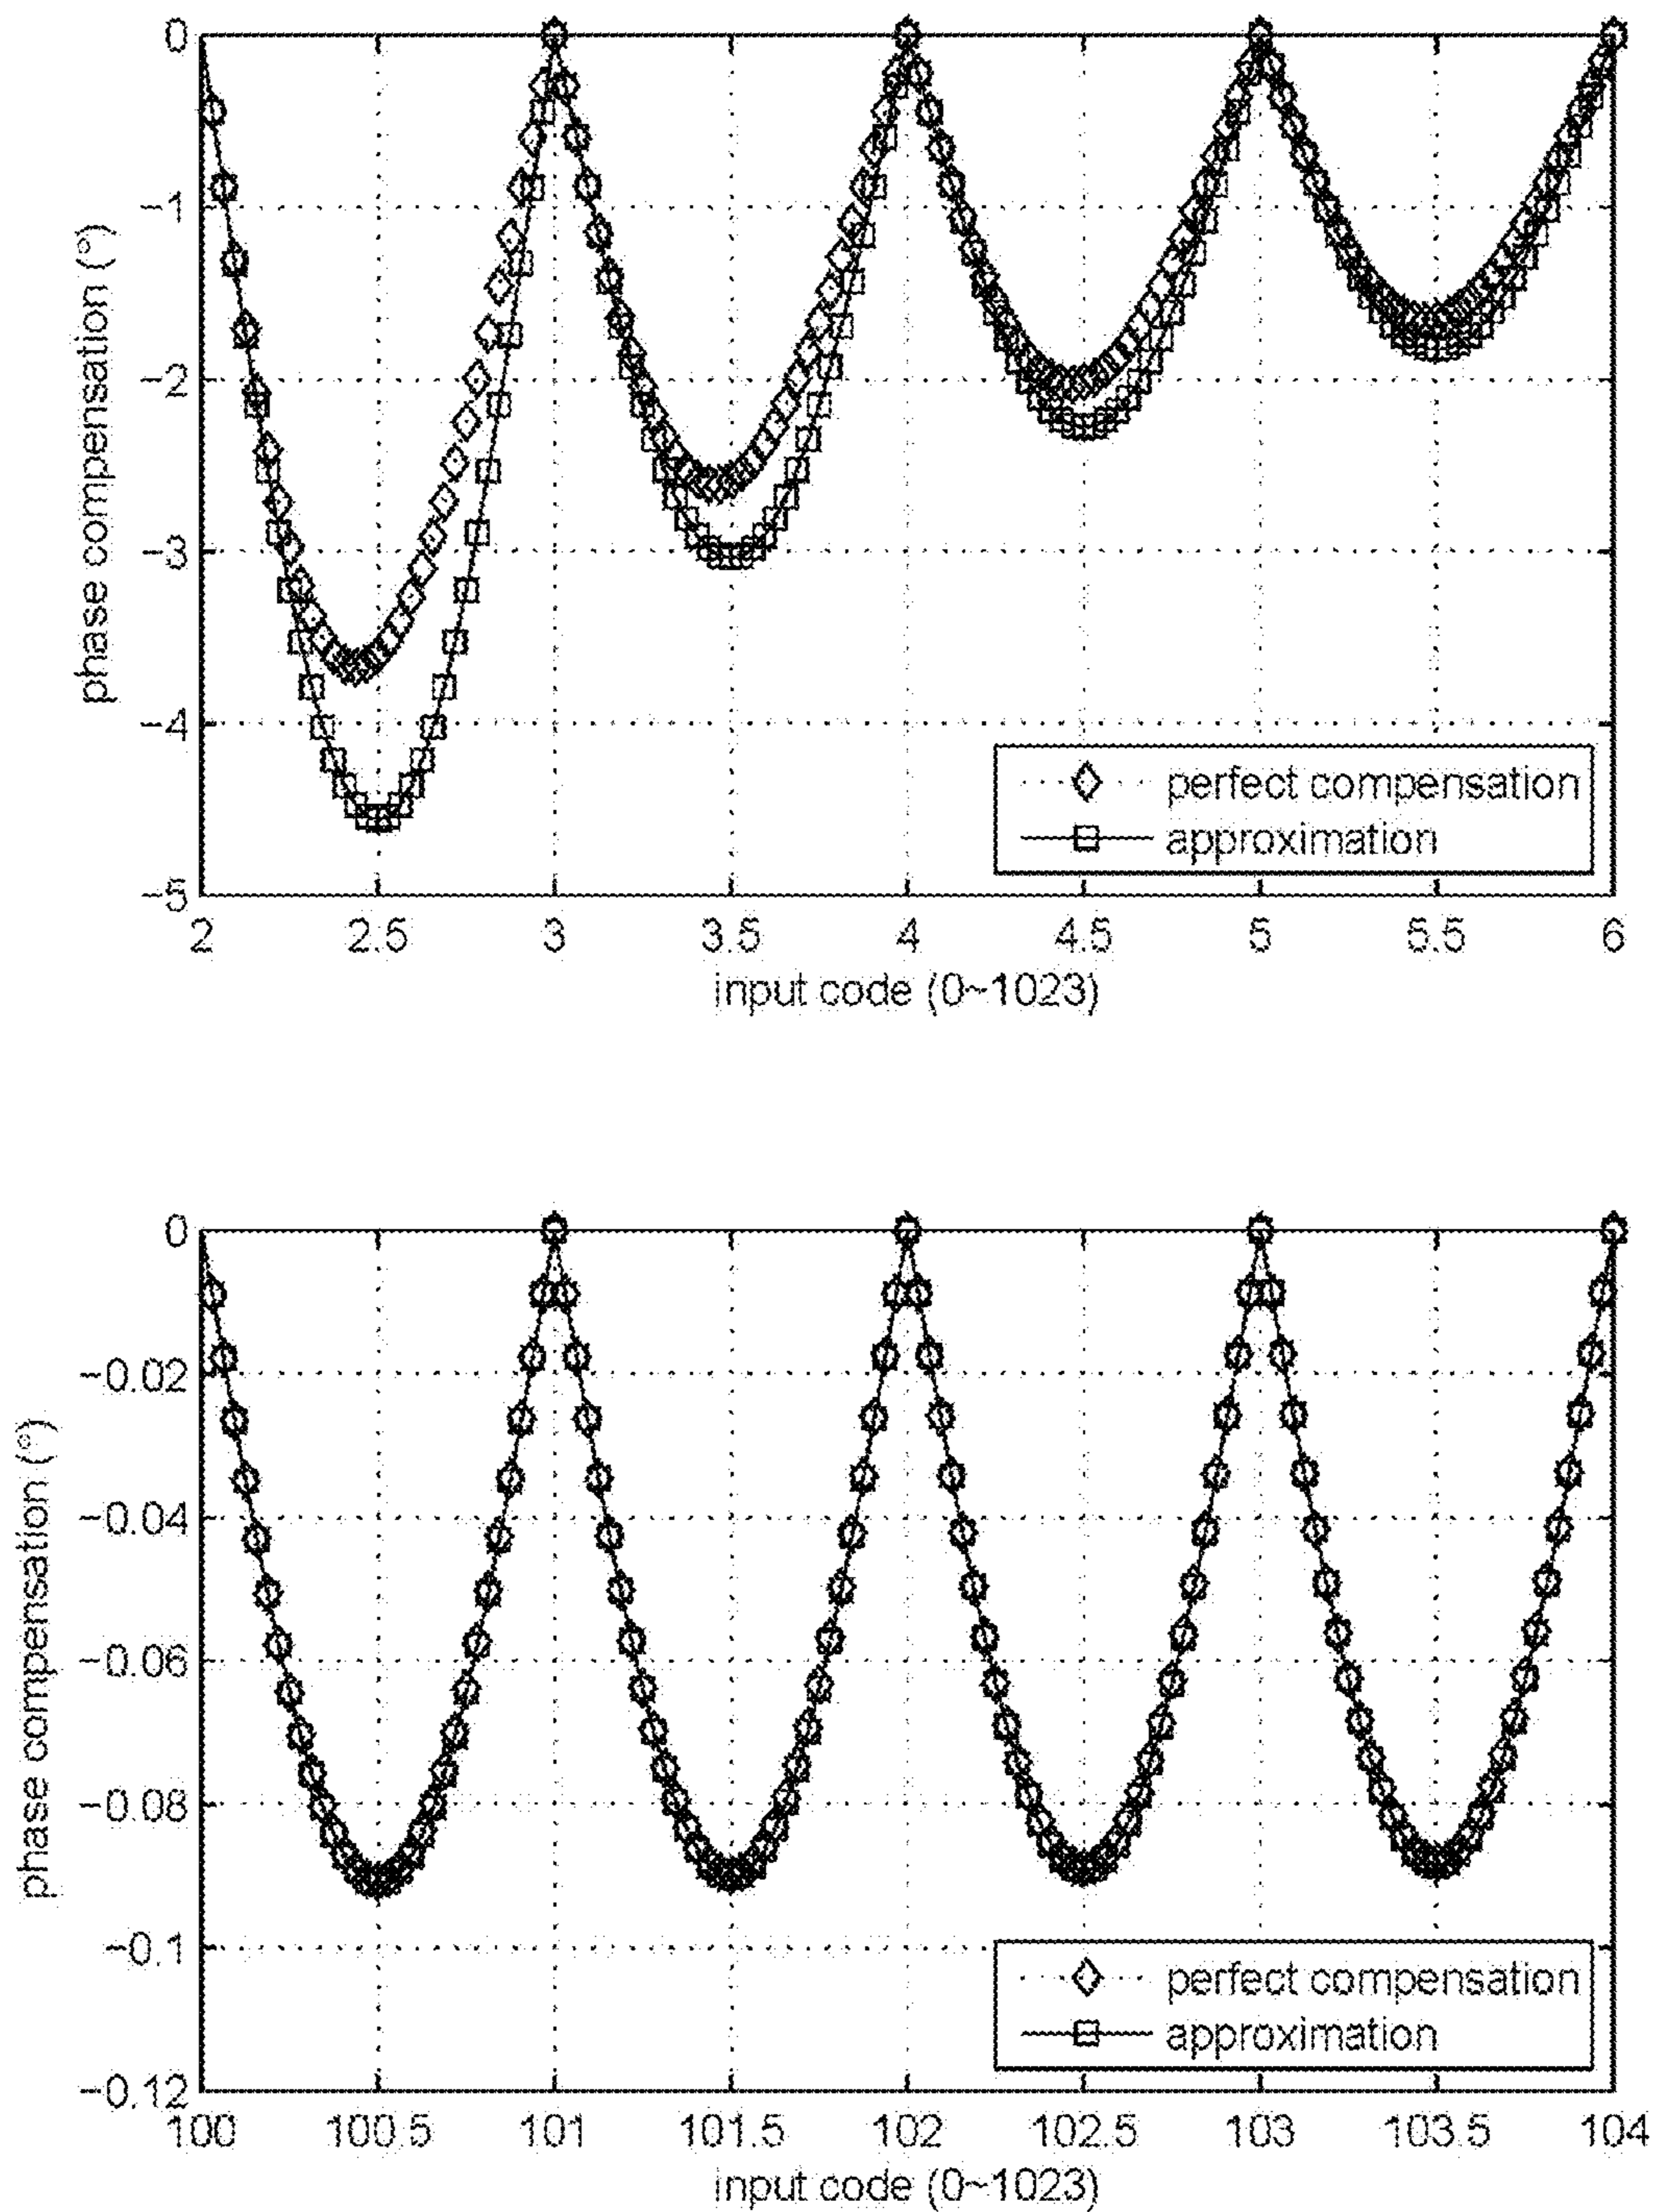 phase compensation (°)
0
−1
−2
−3
−4
−5
2 2.5 3 3.5 4 4.5 5 5.5 6
input code (0~1023)
perfect compensation
approximation
phase compensation (°)
0
−0.02
−0.04
−0.06
−0.08
−0.1
−0.12
100 100.5 101 101.5 102 102.5 103 103.5 104
input code (0~1023)
perfect compensation
approximation